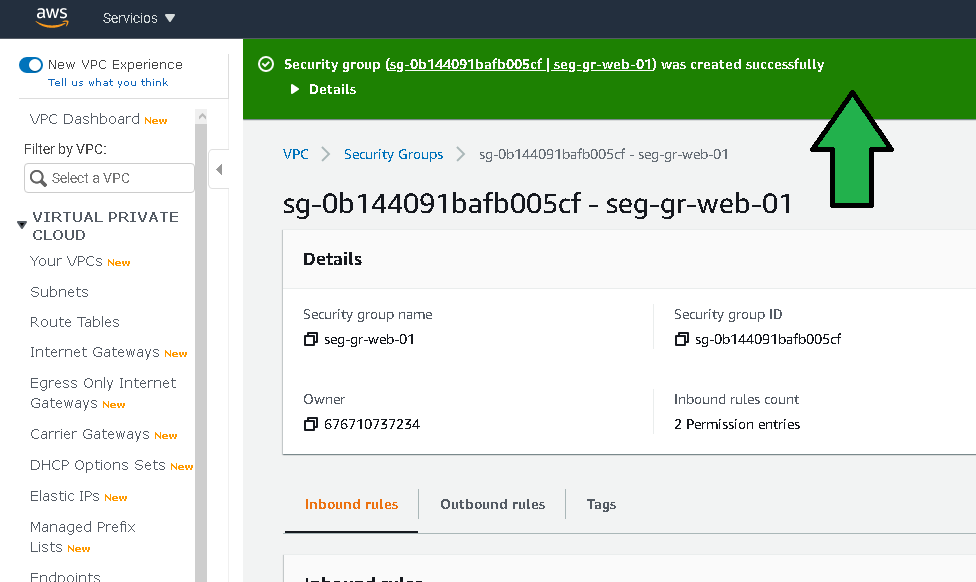 aws
Servicios
New VPC Experience
Tell us what you think
VPC Dashboard New
Filter by VPC:
Select a VPC
VIRTUAL PRIVATE
CLOUD
Your VPCs New
Subnets
Route Tables
Internet Gateways New
Egress Only Internet
Gateways New
Carrier Gateways New
DHCP Options Sets New
Elastic IPs New
Managed Prefix
Lists New
Endpoints
Security group (sg-0b144091bafb005cf | seg-gr-web-01) was created successfully
Details
VPC > Security Groups > sg-0b144091bafb005cf - seg-gr-web-01
sg-0b144091bafb005cf - seg-gr-web-01
Details
Security group name
seg-gr-web-01
Security group ID
sg-0b144091bafb005cf
Owner
676710737234
Inbound rules count
2 Permission entries
Inbound rules
Outbound rules
Tags
Inbound rules